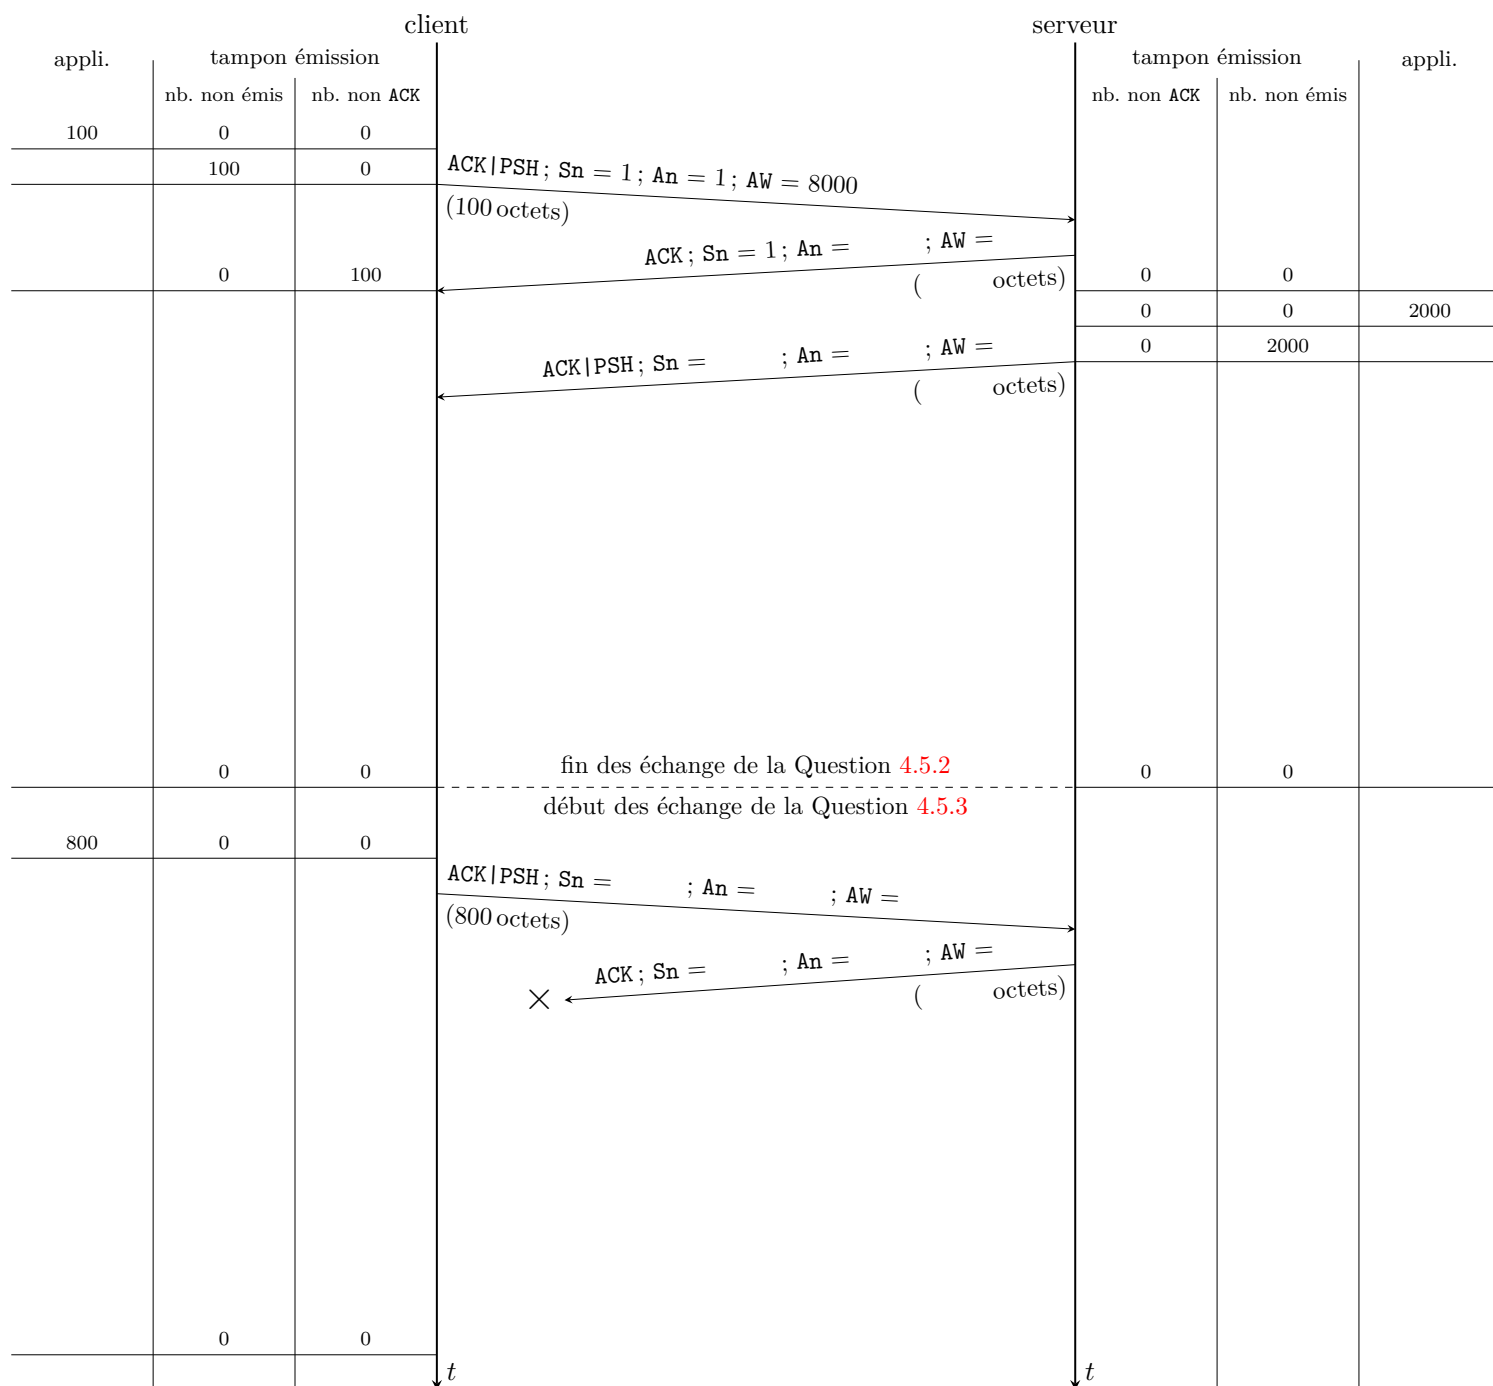 client serveur
appli. tampon émission tampon émission appli.
nb. non émis nb. non ACK nb. non ACK nb. non émis
100 0 0
100 0
ACK|PSH ; Sn = 1 ; An = 1 ; AW = 8000
(100 octets)
ACK ; Sn = 1 ; An = ; AW =
( octets)
0 100 0 0
0 0 2000
ACK|PSH ; Sn = ; An = ; AW =
( octets)
0 2000
fin des échange de la Question 4.5.2
0 0 0 0
début des échange de la Question 4.5.3
800 0 0
ACK|PSH ; Sn = ; An = ; AW =
(800 octets)
ACK ; Sn = ; An = ; AW =
( octets)
0 0
t t